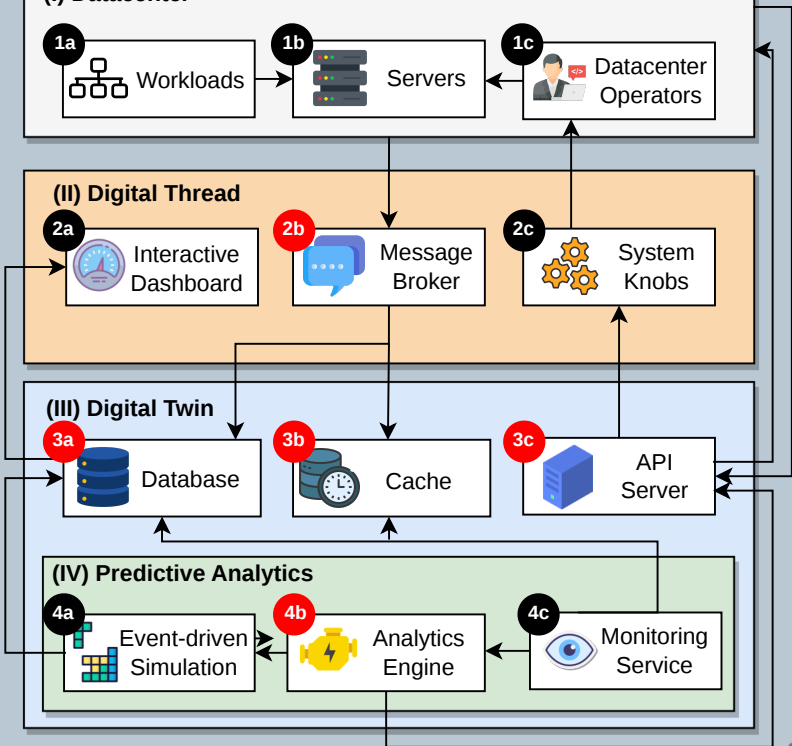 (I) Datacenter
1a
Workloads
1b
Servers
1c
</>
Datacenter
Operators
(II) Digital Thread
2a
Interactive
Dashboard
2b
Message
Broker
2c
System
Knobs
(III) Digital Twin
3a
Database
3b
Cache
3c
API
Server
(IV) Predictive Analytics
4a
Event-driven
Simulation
4b
Analytics
Engine
4c
Monitoring
Service